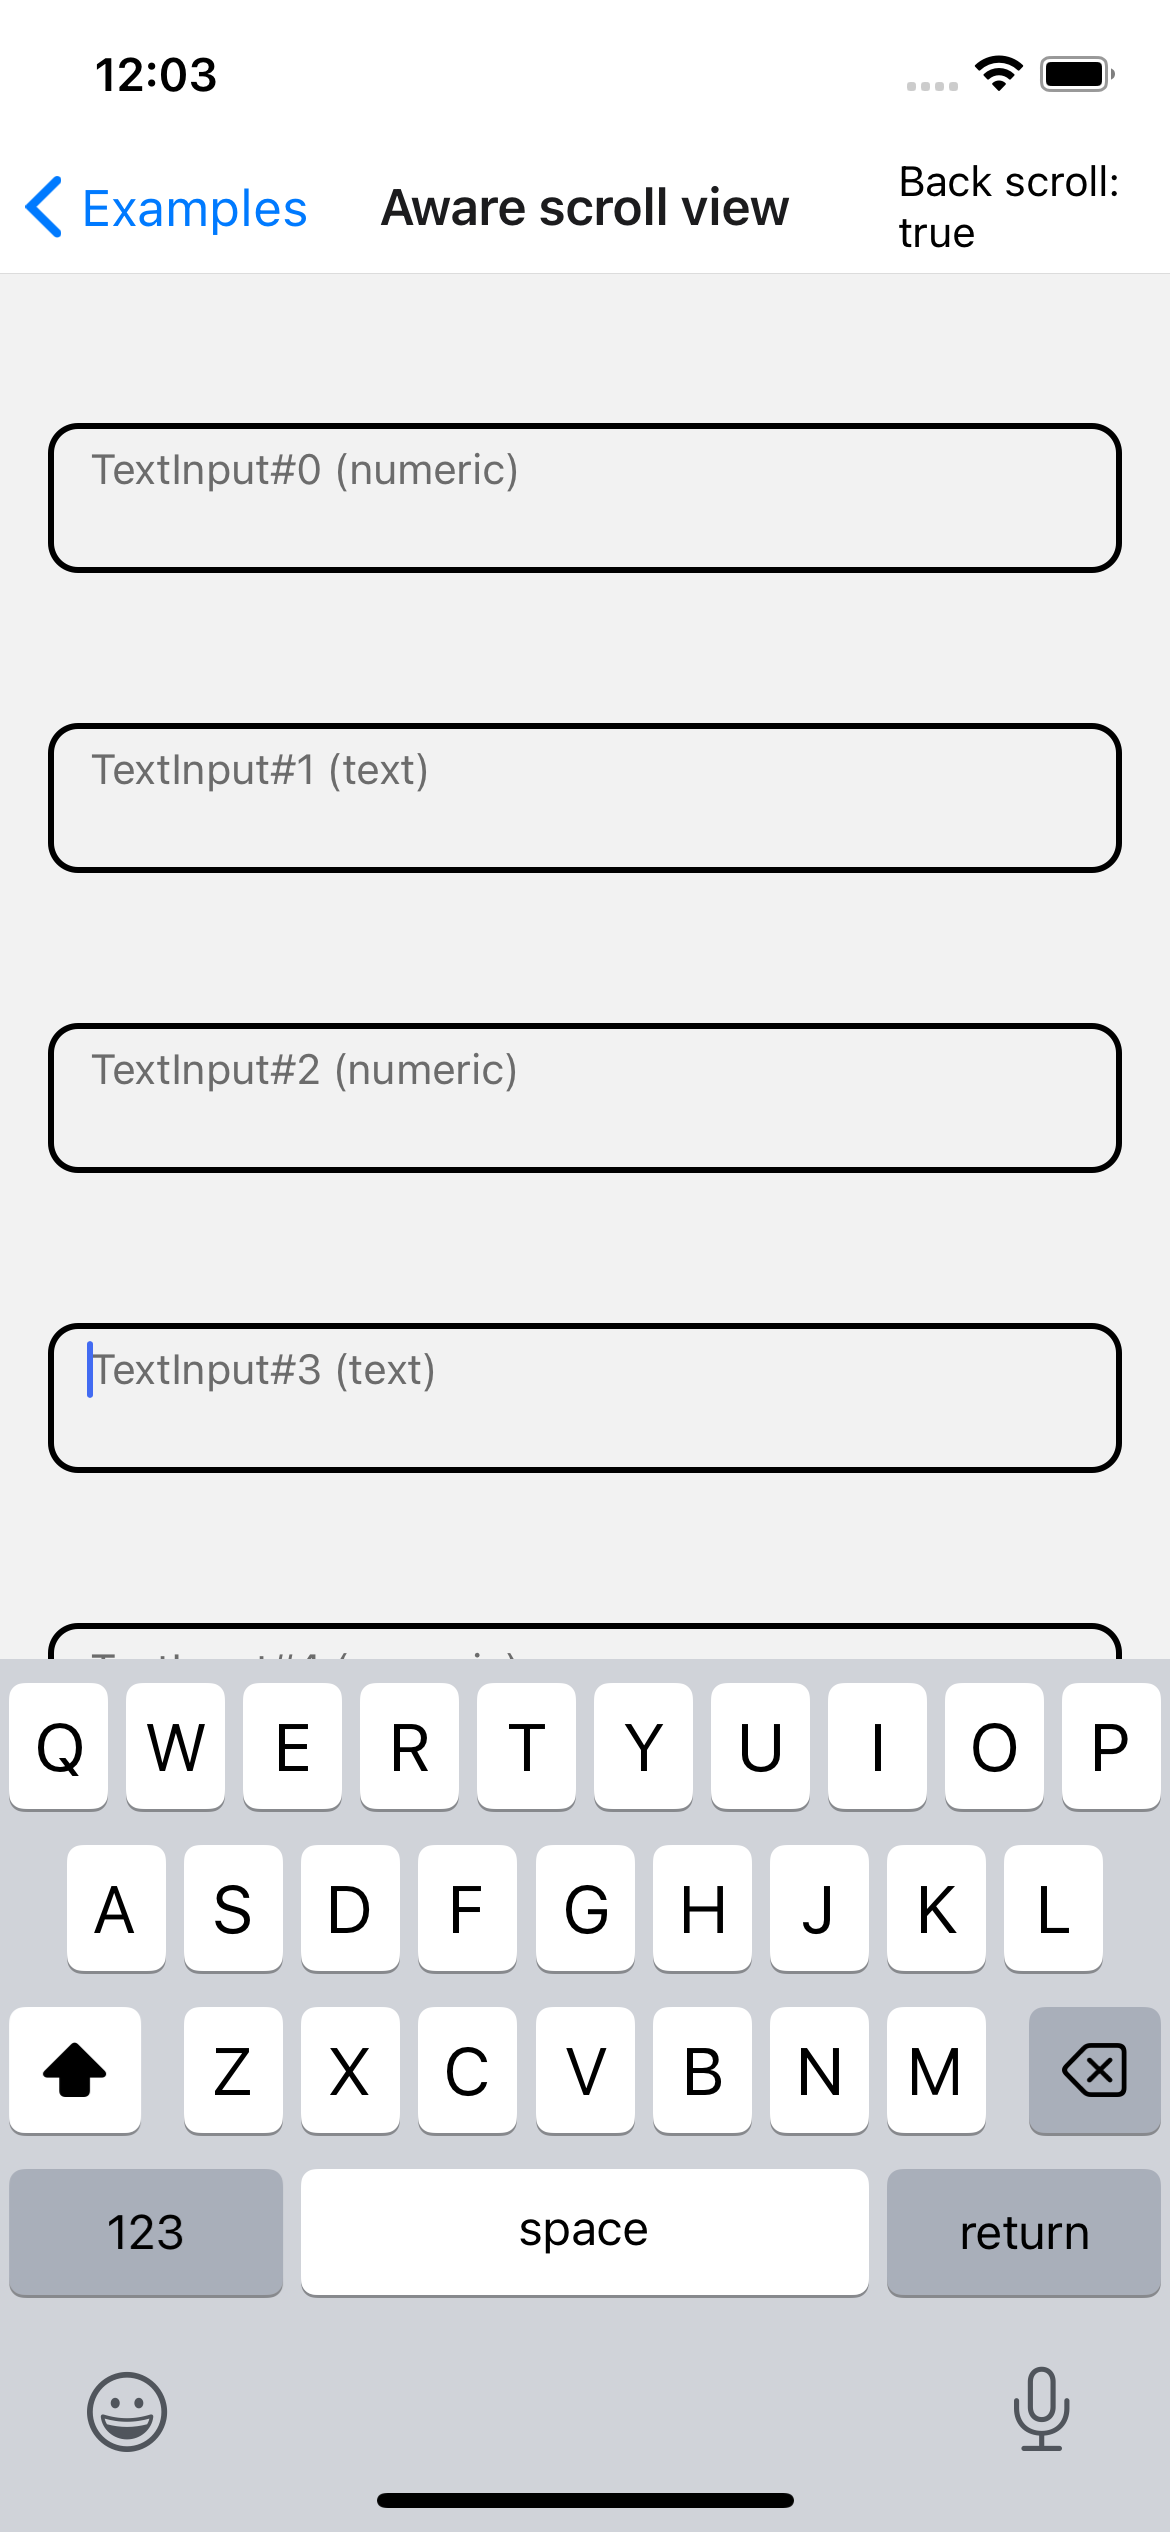 12:03
Examples
Aware scroll view
Back scroll:
true
TextInput#0 (numeric)
TextInput#1 (text)
TextInput#2 (numeric)
TextInput#3 (text)
Q W E R T Y U I O P
A S D F G H J K L
Z X C V B N M
123 space return